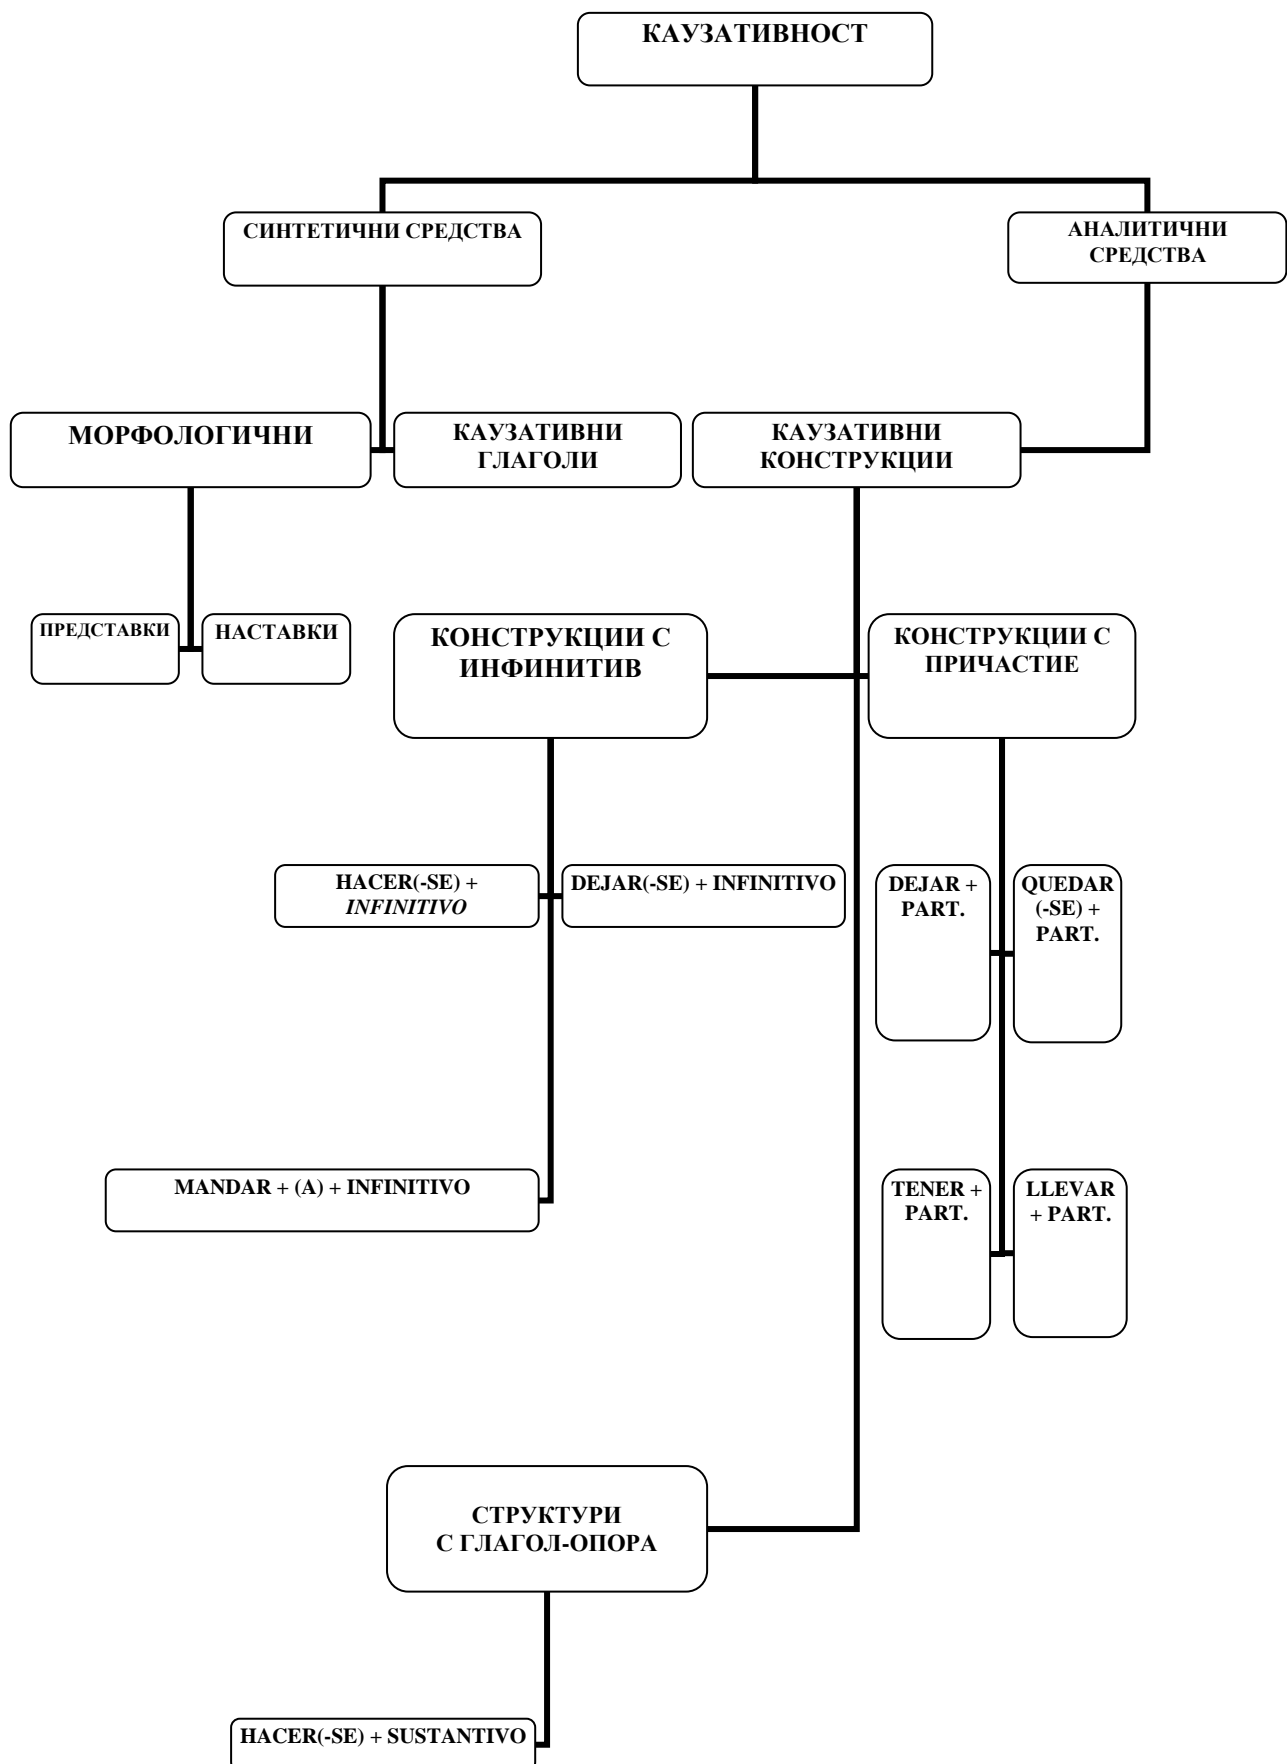 КАУЗАТИВНОСТ
СИНТЕТИЧНИ СРЕДСТВА
АНАЛИТИЧНИ
СРЕДСТВА
МОРФОЛОГИЧНИ
КАУЗАТИВНИ
ГЛАГОЛИ
КАУЗАТИВНИ
КОНСТРУКЦИИ
ПРЕДСТАВКИ
НАСТАВКИ
КОНСТРУКЦИИ С
ИНФИНИТИВ
КОНСТРУКЦИИ С
ПРИЧАСТИЕ
HACER(-SE) +
INFINITIVO
DEJAR(-SE) + INFINITIVO
DEJAR +
PART.
QUEDAR
(-SE) +
PART.
MANDAR + (A) + INFINITIVO
TENER +
PART.
LLEVAR
+ PART.
СТРУКТУРИ
С ГЛАГОЛ-ОПОРА
HACER(-SE) + SUSTANTIVO